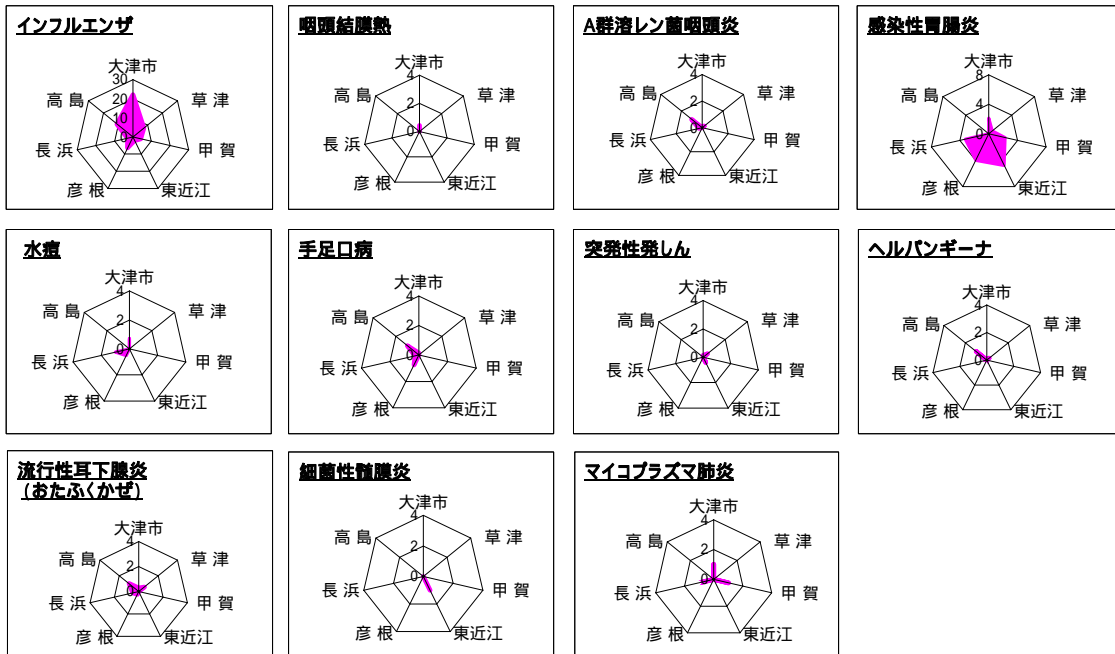 インフルエンザ
大津市
30
20
10
0
草 津
甲 賀
東近江
彦 根
長 浜
高 島
咽頭結膜熱
大津市
4
2
0
草 津
甲 賀
東近江
彦 根
長 浜
高 島
A群溶レン菌咽頭炎
大津市
4
2
0
草 津
甲 賀
東近江
彦 根
長 浜
高 島
感染性胃腸炎
大津市
8
4
0
草 津
甲 賀
東近江
彦 根
長 浜
高 島
水痘
大津市
4
2
0
草 津
甲 賀
東近江
彦 根
長 浜
高 島
手足口病
大津市
4
2
0
草 津
甲 賀
東近江
彦 根
長 浜
高 島
突発性発しん
大津市
4
2
0
草 津
甲 賀
東近江
彦 根
長 浜
高 島
ヘルパンギーナ
大津市
4
2
0
草 津
甲 賀
東近江
彦 根
長 浜
高 島
流行性耳下腺炎
(おたふくかぜ)
大津市
4
2
0
草 津
甲 賀
東近江
彦 根
長 浜
高 島
細菌性髄膜炎
大津市
4
2
0
草 津
甲 賀
東近江
彦 根
長 浜
高 島
マイコプラズマ肺炎
大津市
4
2
0
草 津
甲 賀
東近江
彦 根
長 浜
高 島